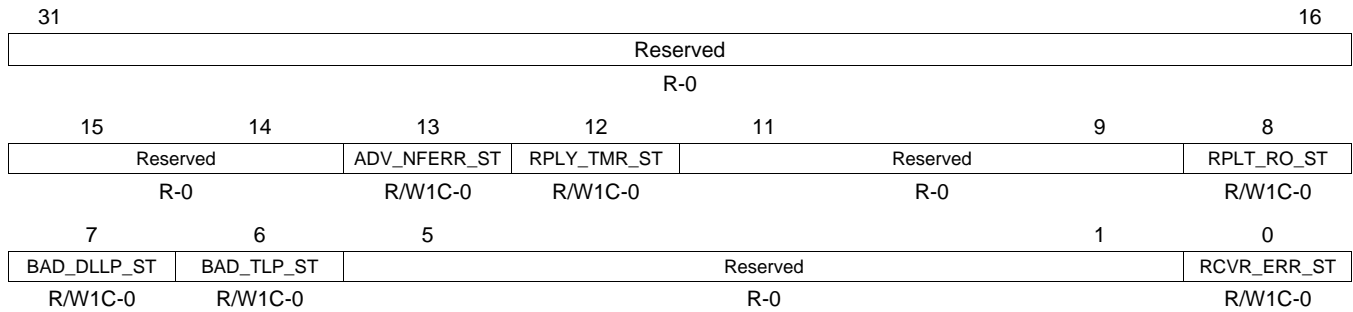 31 16
Reserved
R-0
15 14 13 12 11 9 8
Reserved ADV_NFERR_ST RPLY_TMR_ST Reserved RPLT_RO_ST
R-0 R/W1C-0 R/W1C-0 R-0 R/W1C-0
7 6 5 1 0
BAD_DLLP_ST BAD_TLP_ST Reserved RCVR_ERR_ST
R/W1C-0 R/W1C-0 R-0 R/W1C-0